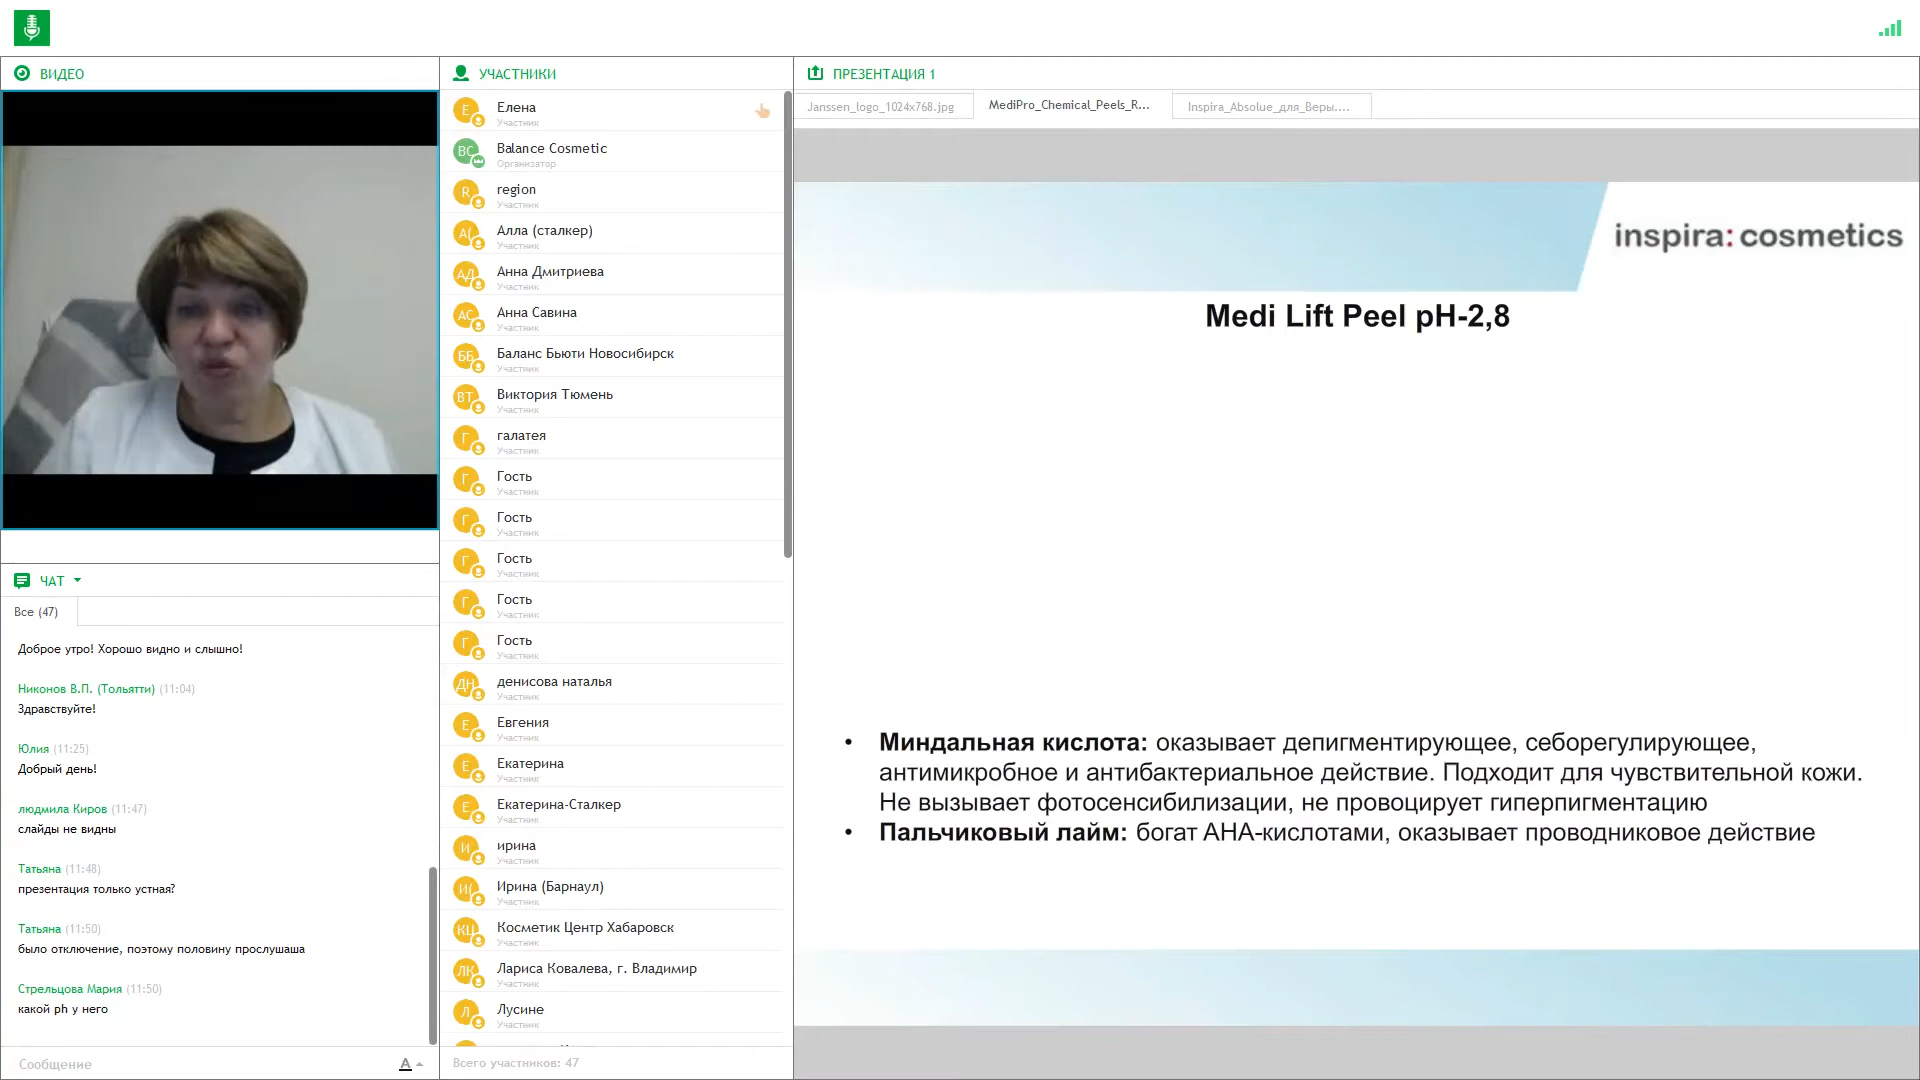 ВИДЕО
УЧАСТНИКИ
Елена
Участник
Balance Cosmetic
Организатор
region
Участник
Алла (сталкер)
Участник
Анна Дмитриева
Участник
Анна Савина
Участник
Баланс Бьюти Новосибирск
Участник
Виктория Тюмень
Участник
галатея
Участник
Гость
Участник
Гость
Участник
Гость
Участник
Гость
Участник
Гость
Участник
денисова наталья
Участник
Евгения
Участник
Екатерина
Участник
Екатерина-Сталкер
Участник
ирина
Участник
Ирина (Барнаул)
Участник
Косметик Центр Хабаровск
Участник
Лариса Ковалева, г. Владимир
Участник
Лусине
Участник
Всего участников: 47
ЧАТ
Все (47)
Доброе утро! Хорошо видно и слышно!
Никонов В.П. (Тольятти) (11:04)
Здравствуйте!
Юлия (11:25)
Добрый день!
людмила Киров (11:47)
слайды не видны
Татьяна (11:48)
презентация только устная?
Татьяна (11:50)
было отключение, поэтому половину прослушаша
Стрельцова Мария (11:50)
какой ph у него
Сообщение
A
ПРЕЗЕНТАЦИЯ 1
Janssen_logo_1024x768.jpg
MediPro_Chemical_Peels_R...
Inspira_Absolue_для_Веры....
inspira: cosmetics
Medi Lift Peel pH-2,8
• Миндальная кислота: оказывает депигментирующее, себорегулирующее,
антимикробное и антибактериальное действие. Подходит для чувствительной кожи.
Не вызывает фотосенсибилизации, не провоцирует гиперпигментацию
• Пальчиковый лайм: богат АНА-кислотами, оказывает проводниковое действие